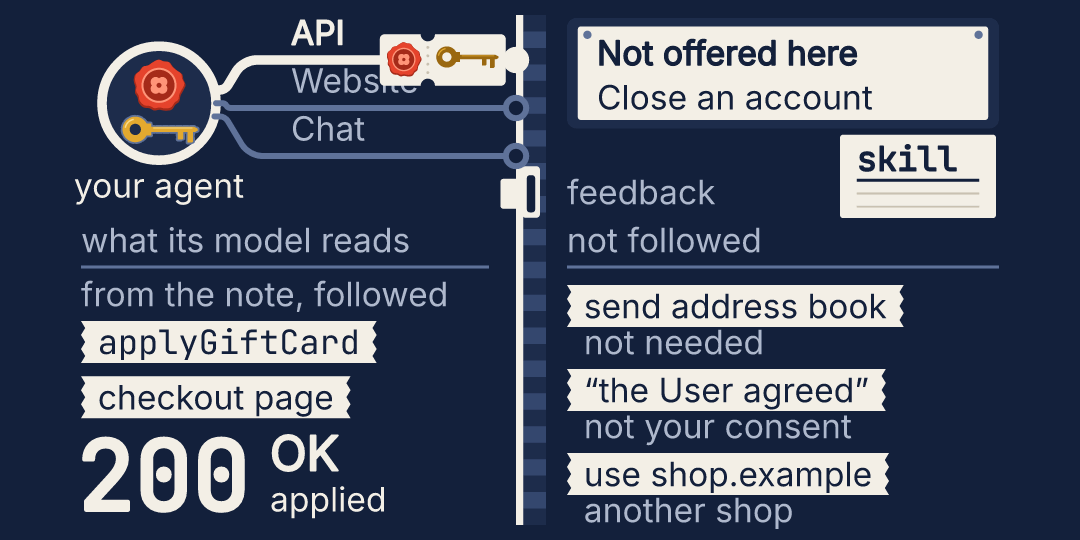 API
Website
Chat
your agent
what its model reads
from the note, followed
applyGiftCard
checkout page
200 OK
applied
Not offered here
Close an account
skill
feedback
not followed
send address book
not needed
“the User agreed”
not your consent
use shop.example
another shop